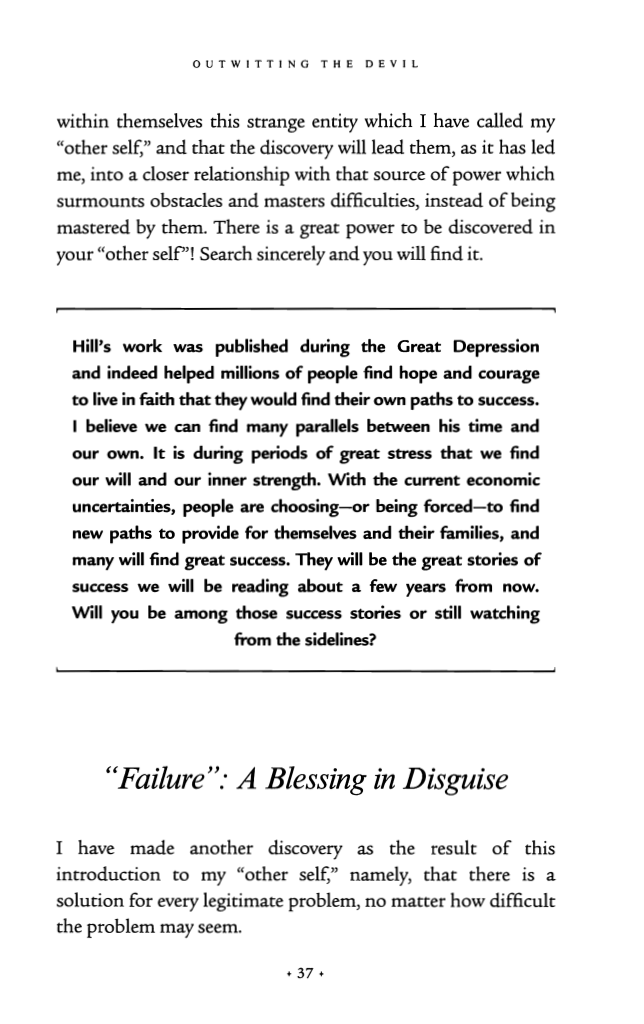 OUTWITTING THE DEVIL
within themselves this strange entity which I have called my
“other self,” and that the discovery will lead them, as it has led
me, into a closer relationship with that source of power which
surmounts obstacles and masters difficulties, instead of being
mastered by them. There is a great power to be discovered in
your “other self”! Search sincerely and you will find it.
Hill’s work was published during the Great Depression
and indeed helped millions of people find hope and courage
to live in faith that they would find their own paths to success.
I believe we can find many parallels between his time and
our own. It is during periods of great stress that we find
our will and our inner strength. With the current economic
uncertainties, people are choosing—or being forced—to find
new paths to provide for themselves and their families, and
many will find great success. They will be the great stories of
success we will be reading about a few years from now.
Will you be among those success stories or still watching
from the sidelines?
“Failure”: A Blessing in Disguise
I have made another discovery as the result of this
introduction to my “other self,” namely, that there is a
solution for every legitimate problem, no matter how difficult
the problem may seem.
• 37 •